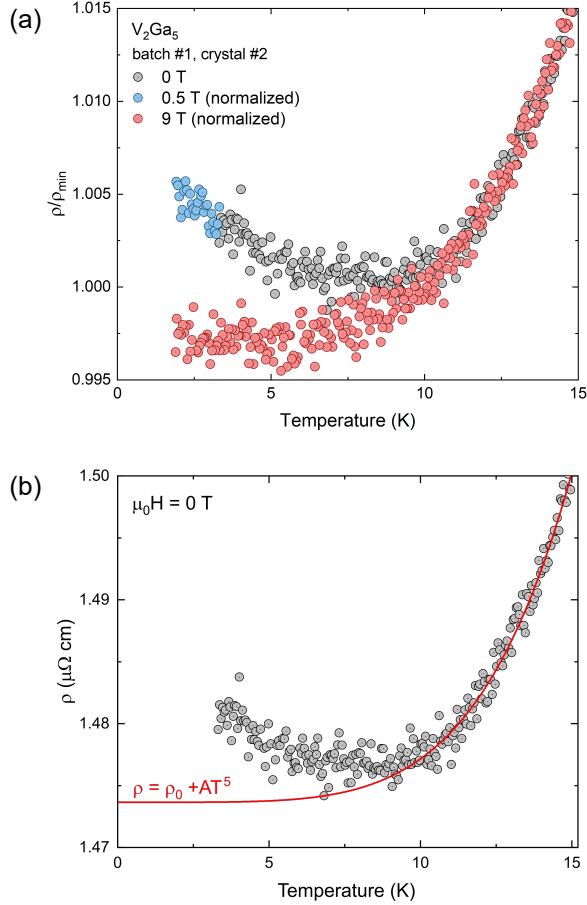 (a)
1.015
1.010
1.005
1.000
0.995
ρ/ρmin
V₂Ga₅
batch #1, crystal #2
0 T
0.5 T (normalized)
9 T (normalized)
0 5 10 15
Temperature (K)
(b)
1.50
1.49
1.48
1.47
ρ (μΩ cm)
μ₀H = 0 T
ρ = ρ₀ +AT⁵
0 5 10 15
Temperature (K)